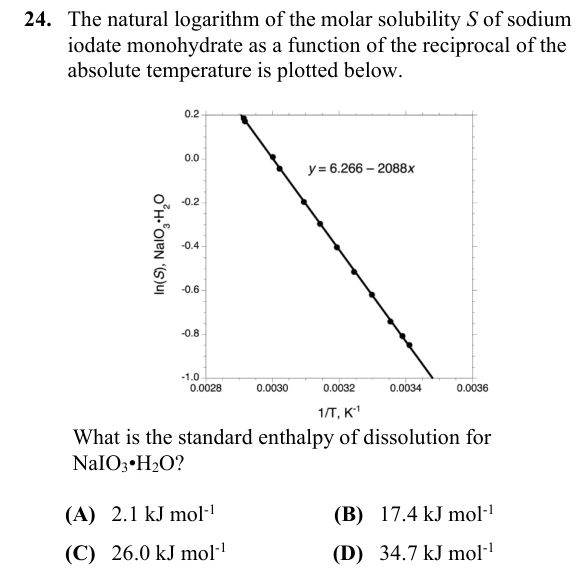 24. The natural logarithm of the molar solubility S of sodium
iodate monohydrate as a function of the reciprocal of the
absolute temperature is plotted below.
0.2
0.0
y = 6.266 – 2088x
-0.2
-0.4
-0.6
-0.8
-1.0
ln(S), NaIO₃•H₂O
0.0028 0.0030 0.0032 0.0034 0.0036
1/T, K⁻¹
What is the standard enthalpy of dissolution for
NaIO₃•H₂O?
(A) 2.1 kJ mol⁻¹ (B) 17.4 kJ mol⁻¹
(C) 26.0 kJ mol⁻¹ (D) 34.7 kJ mol⁻¹